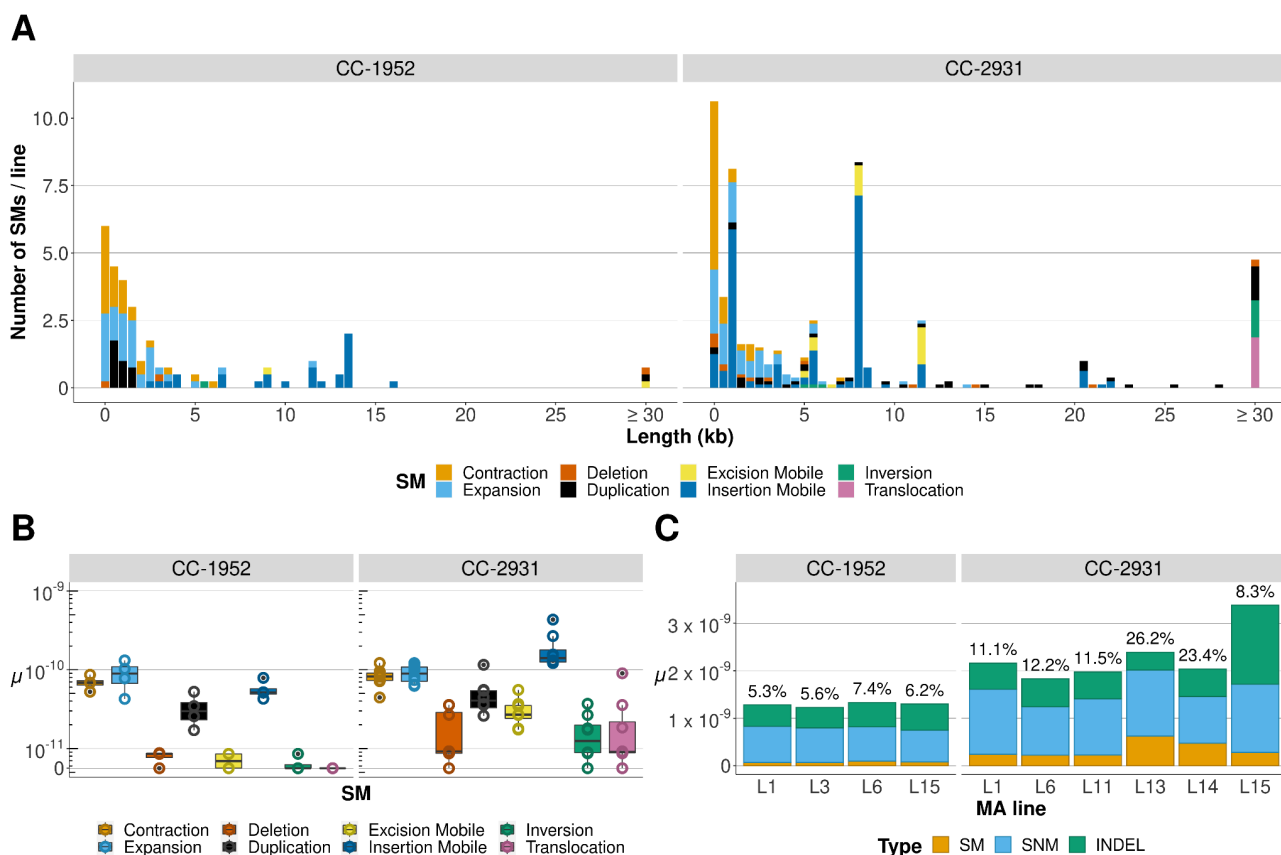 A
CC-1952 CC-2931
Number of SMs / line
10.0
7.5
5.0
2.5
0
0 5 10 15 20 25 ≥ 30 0 5 10 15 20 25 ≥ 30
Length (kb)
SM Contraction Deletion Excision Mobile Inversion
Expansion Duplication Insertion Mobile Translocation
B
CC-1952 CC-2931
μ
10⁻⁹
10⁻¹⁰
10⁻¹¹
0
SM
Contraction Deletion Excision Mobile Inversion
Expansion Duplication Insertion Mobile Translocation
C
CC-1952 CC-2931
μ
3 x 10⁻⁹
2 x 10⁻⁹
1 x 10⁻⁹
0
5.3% 5.6% 7.4% 6.2% 11.1% 12.2% 11.5% 26.2% 23.4% 8.3%
L1 L3 L6 L15 L1 L6 L11 L13 L14 L15
MA line
Type SM SNM INDEL